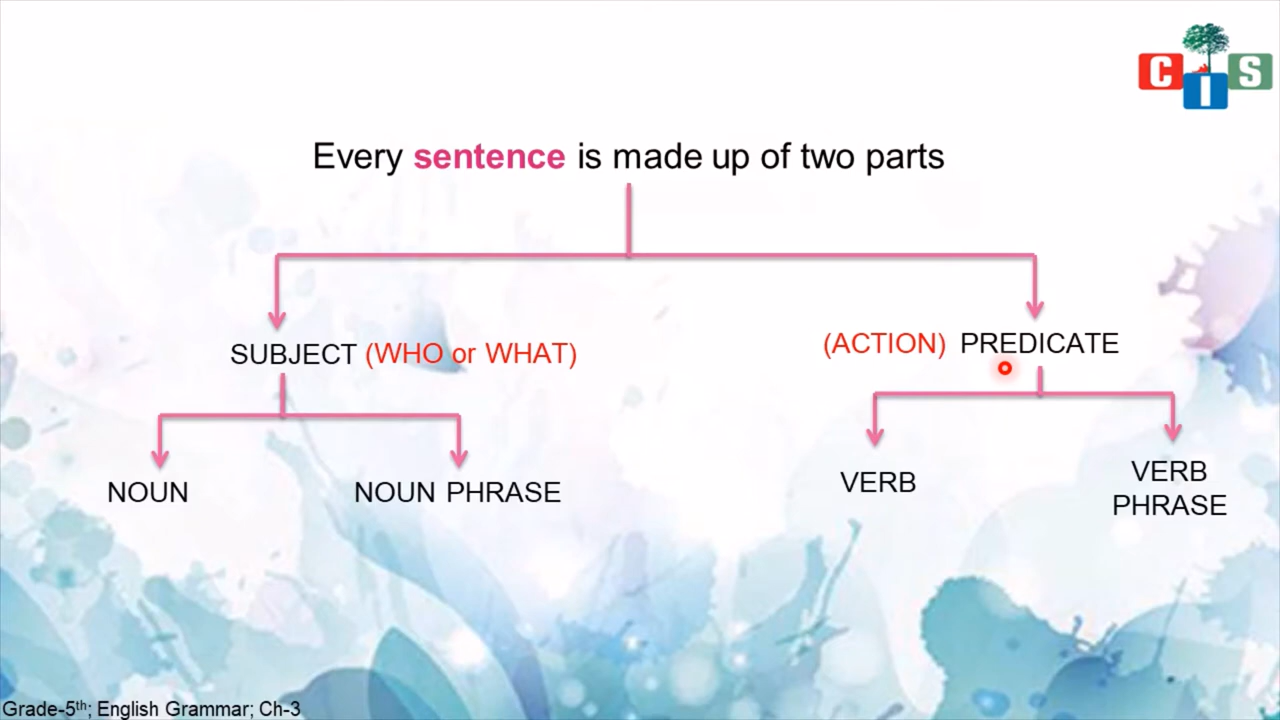 C I S
Every sentence is made up of two parts
SUBJECT (WHO or WHAT)
(ACTION) PREDICATE
NOUN
NOUN PHRASE
VERB
VERB
PHRASE
Grade-5th; English Grammar; Ch-3